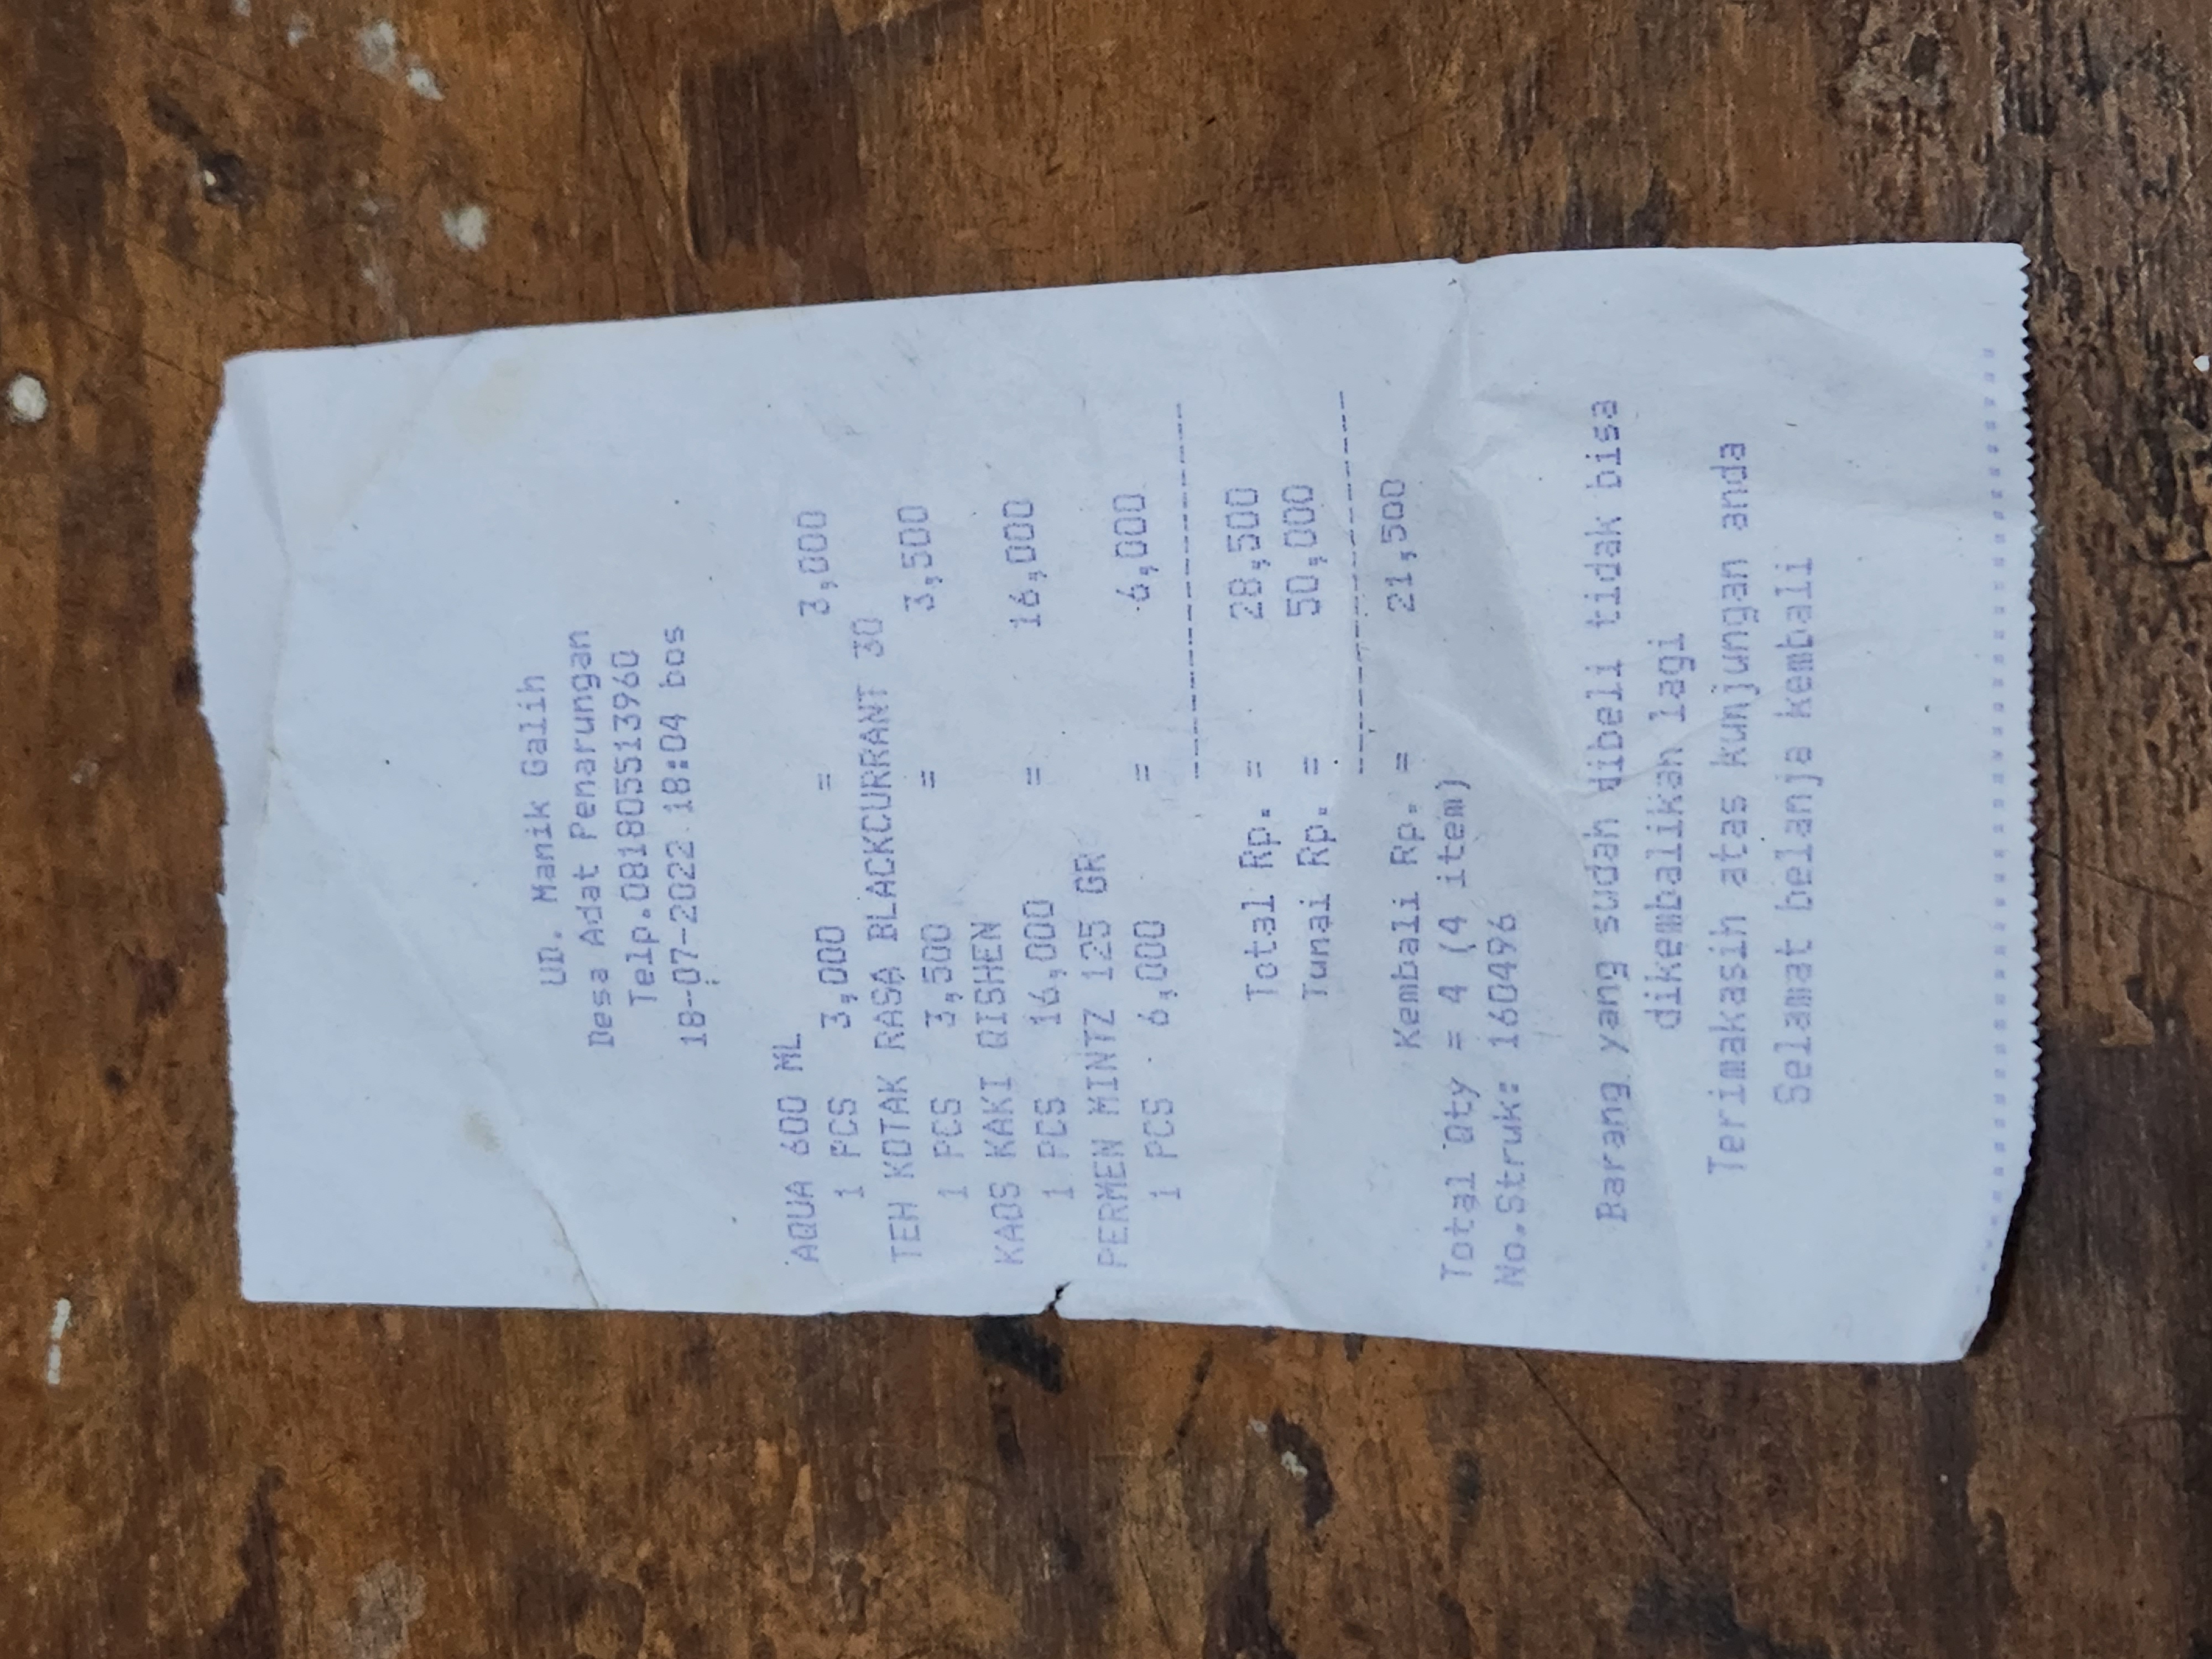 UD. Manik Galih
Desa Adat Penarungan
Telp.081805513960
18-07-2022 18:04 bos
AQUA 600 ML
1 PCS 3,000 = 3,000
TEH KOTAK RASA BLACKCURRANT 30
1 PCS 3,500 = 3,500
KAOS KAKI QISHEN
1 PCS 16,000 = 16,000
PERMEN MINTZ 125 GR
1 PCS 6,000 = 6,000
Total Rp. = 28,500
Tunai Rp. = 50,000
Kembali Rp. = 21,500
Total Qty = 4 (4 item)
No.Struk: 160496
Barang yang sudah dibeli tidak bisa
dikembalikan lagi
Terimakasih atas kunjungan anda
Selamat belanja kembali